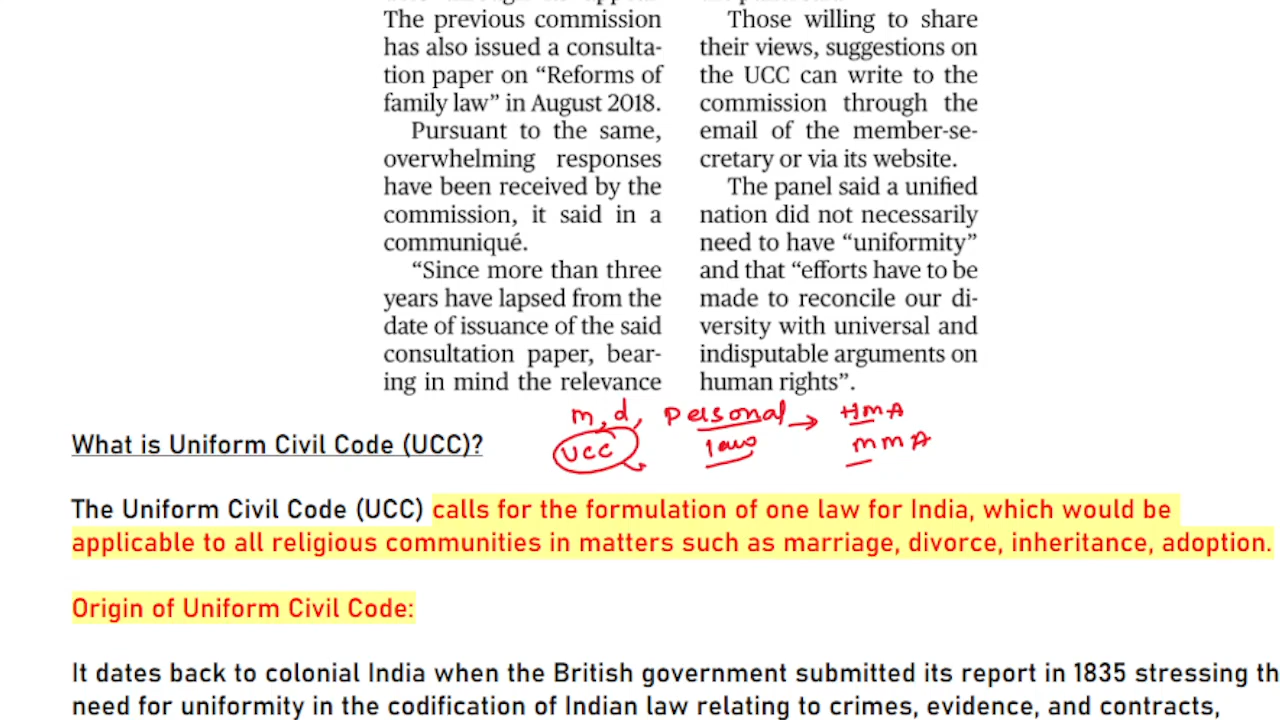 The previous commission
has also issued a consulta-
tion paper on “Reforms of
family law” in August 2018.
Pursuant to the same,
overwhelming responses
have been received by the
commission, it said in a
communiqué.
“Since more than three
years have lapsed from the
date of issuance of the said
consultation paper, bear-
ing in mind the relevance
Those willing to share
their views, suggestions on
the UCC can write to the
commission through the
email of the member-se-
cretary or via its website.
The panel said a unified
nation did not necessarily
need to have “uniformity”
and that “efforts have to be
made to reconcile our di-
versity with universal and
indisputable arguments on
human rights”.
m, d, personal → HMA
UCC laws MMA
What is Uniform Civil Code (UCC)?
The Uniform Civil Code (UCC) calls for the formulation of one law for India, which would be
applicable to all religious communities in matters such as marriage, divorce, inheritance, adoption.
Origin of Uniform Civil Code:
It dates back to colonial India when the British government submitted its report in 1835 stressing th
need for uniformity in the codification of Indian law relating to crimes, evidence, and contracts,